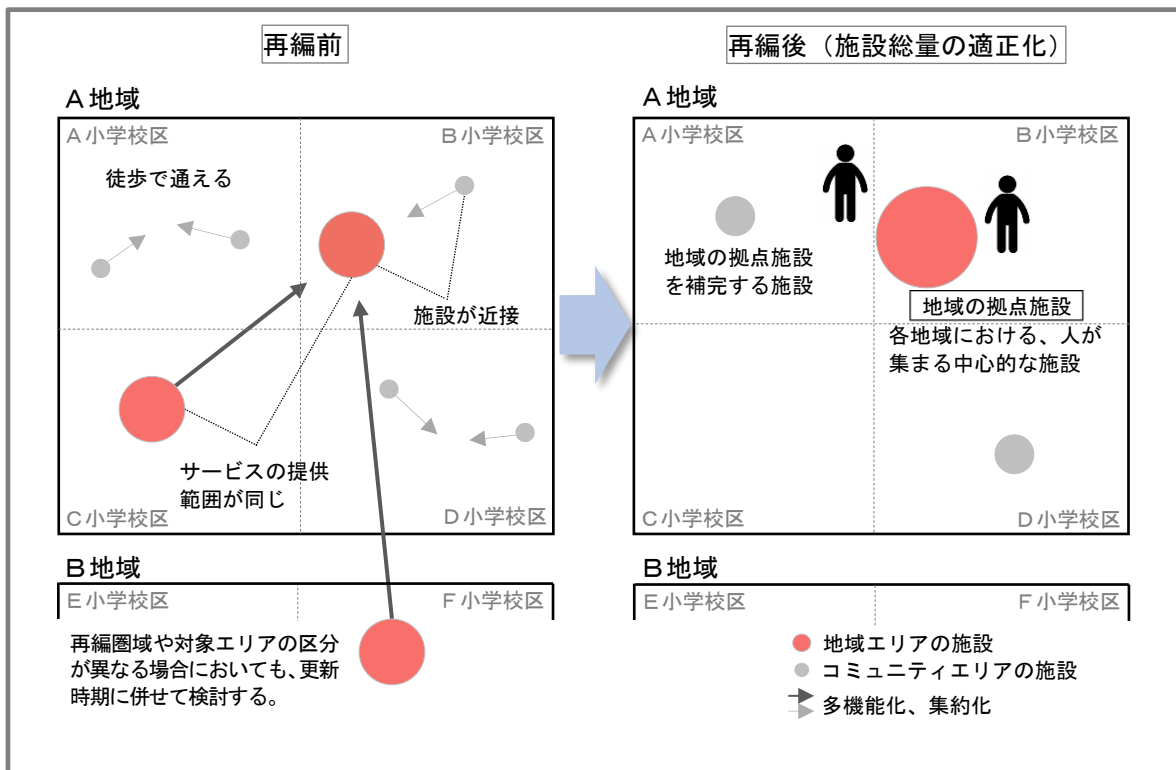 再編前
Ａ地域
Ａ小学校区
Ｂ小学校区
徒歩で通える
施設が近接
サービスの提供
範囲が同じ
Ｃ小学校区
Ｄ小学校区
Ｂ地域
Ｅ小学校区
Ｆ小学校区
再編圏域や対象エリアの区分
が異なる場合においても、更新
時期に併せて検討する。
再編後（施設総量の適正化）
Ａ地域
Ａ小学校区
Ｂ小学校区
地域の拠点施設
を補完する施設
地域の拠点施設
各地域における、人が
集まる中心的な施設
Ｃ小学校区
Ｄ小学校区
Ｂ地域
Ｅ小学校区
Ｆ小学校区
地域エリアの施設
コミュニティエリアの施設
多機能化、集約化